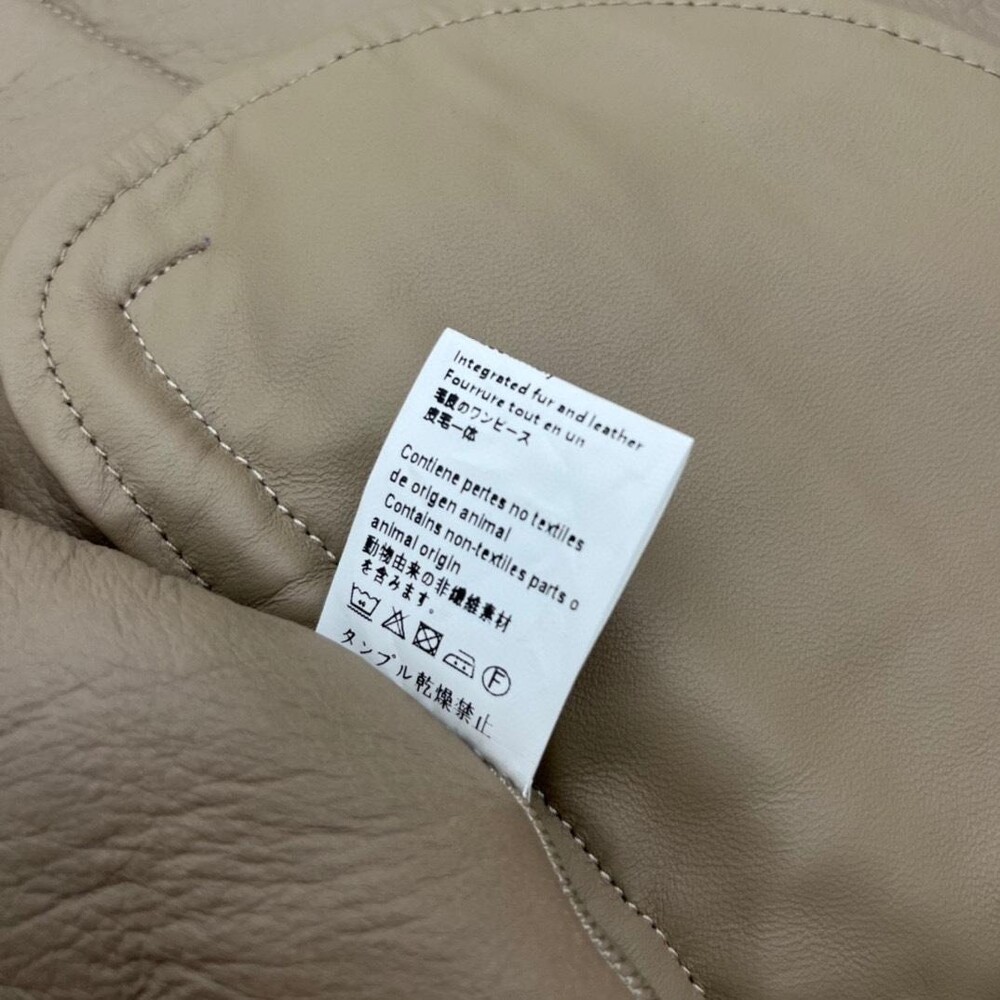 Integrated fur and leather
Fourrure tout en un
毛皮のワンピース
皮毛一体
Contiene pertes no textiles
de origen animal
Contains non-textiles parts o
animal origin
動物由来の非繊維素材
を含みます。
F
タンブル乾燥禁止